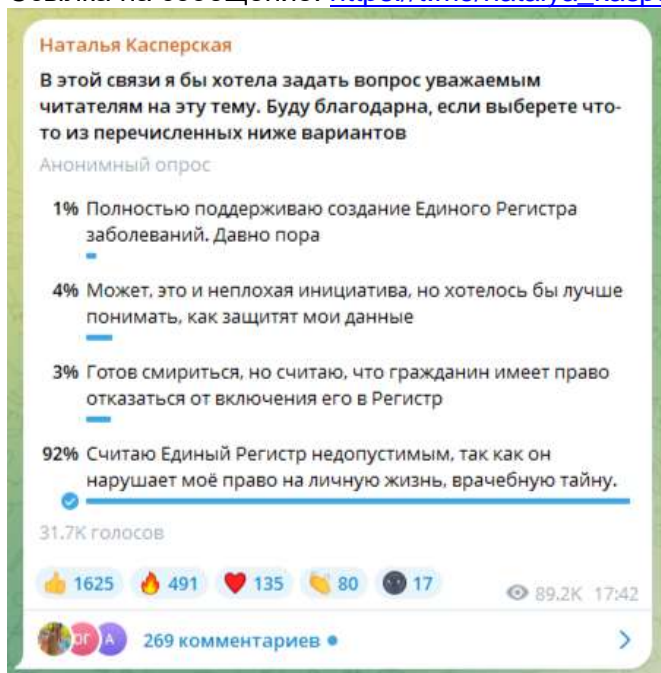 Наталья Касперская
В этой связи я бы хотела задать вопрос уважаемым
читателям на эту тему. Буду благодарна, если выберете что-
то из перечисленных ниже вариантов
Анонимный опрос
1% Полностью поддерживаю создание Единого Регистра
заболеваний. Давно пора
4% Может, это и неплохая инициатива, но хотелось бы лучше
понимать, как защитят мои данные
3% Готов смириться, но считаю, что гражданин имеет право
отказаться от включения его в Регистр
92% Считаю Единый Регистр недопустимым, так как он
нарушает моё право на личную жизнь, врачебную тайну.
31.7K голосов
1625 491 135 80 17
89.2K 17:42
ОГ А 269 комментариев